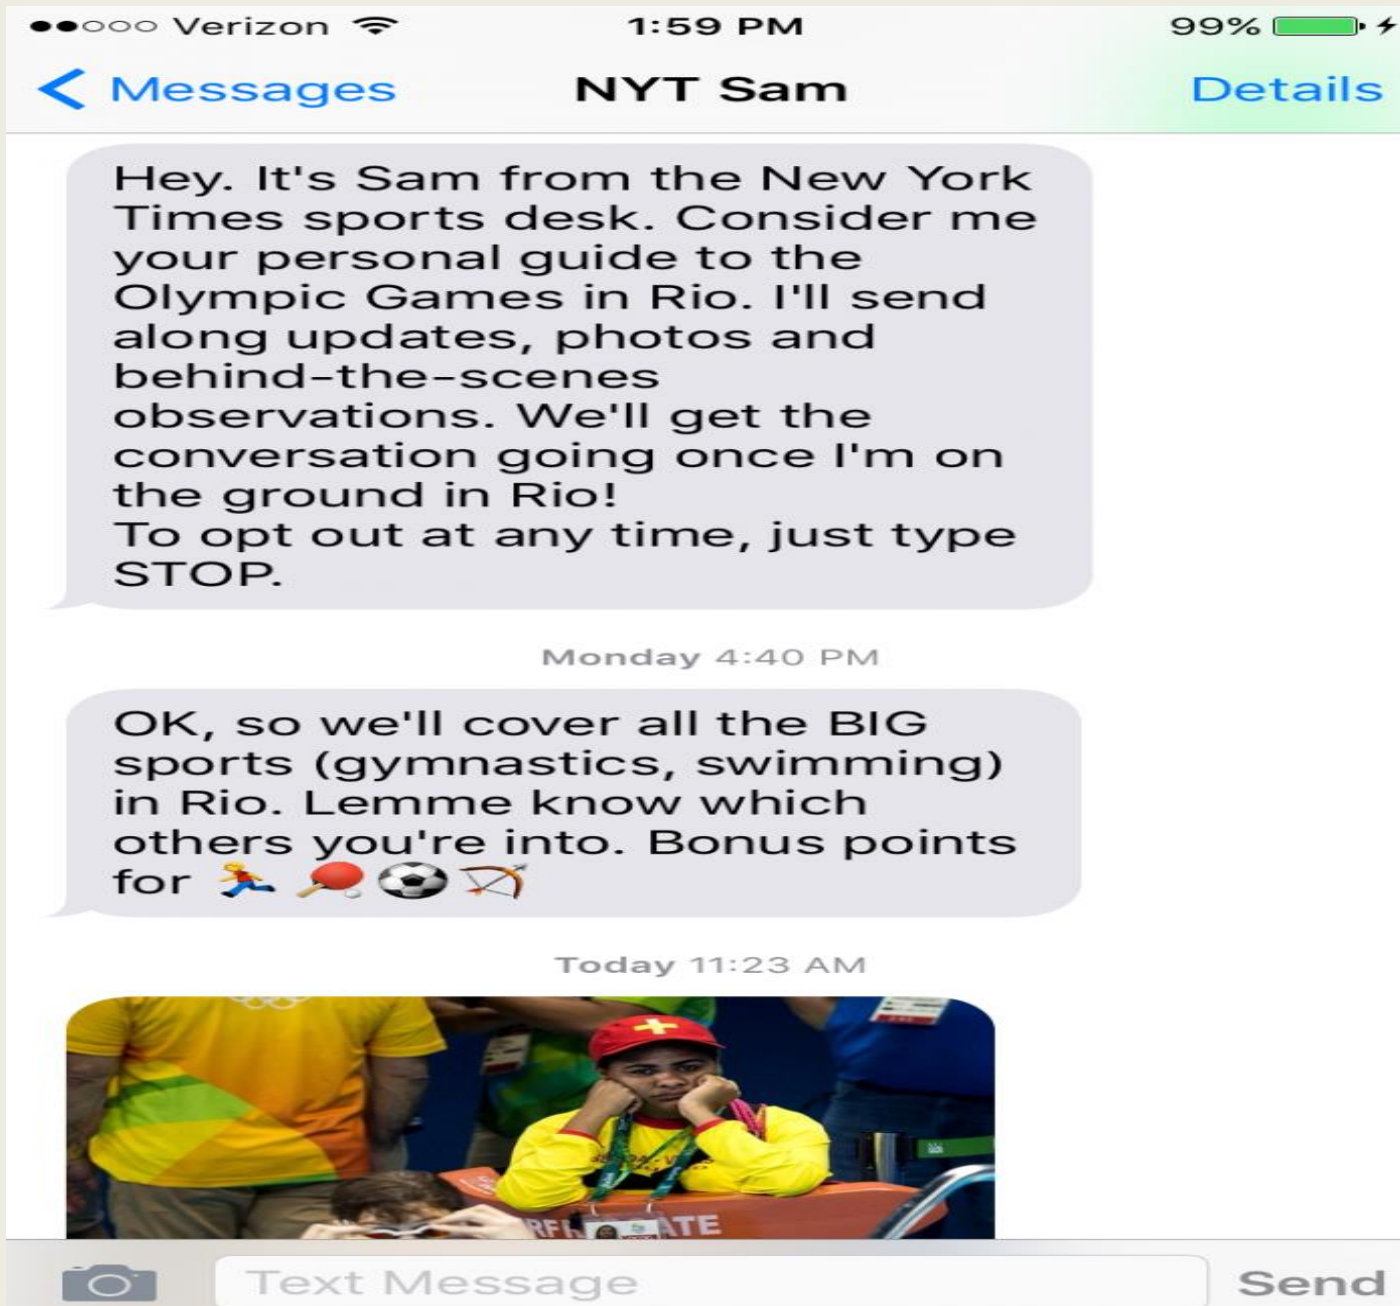 Verizon 1:59 PM 99%
Messages NYT Sam Details
Hey. It's Sam from the New York
Times sports desk. Consider me
your personal guide to the
Olympic Games in Rio. I'll send
along updates, photos and
behind-the-scenes
observations. We'll get the
conversation going once I'm on
the ground in Rio!
To opt out at any time, just type
STOP.
Monday 4:40 PM
OK, so we'll cover all the BIG
sports (gymnastics, swimming)
in Rio. Lemme know which
others you're into. Bonus points
for 🏃 🏓 ⚽ 🏹
Today 11:23 AM
Text Message Send